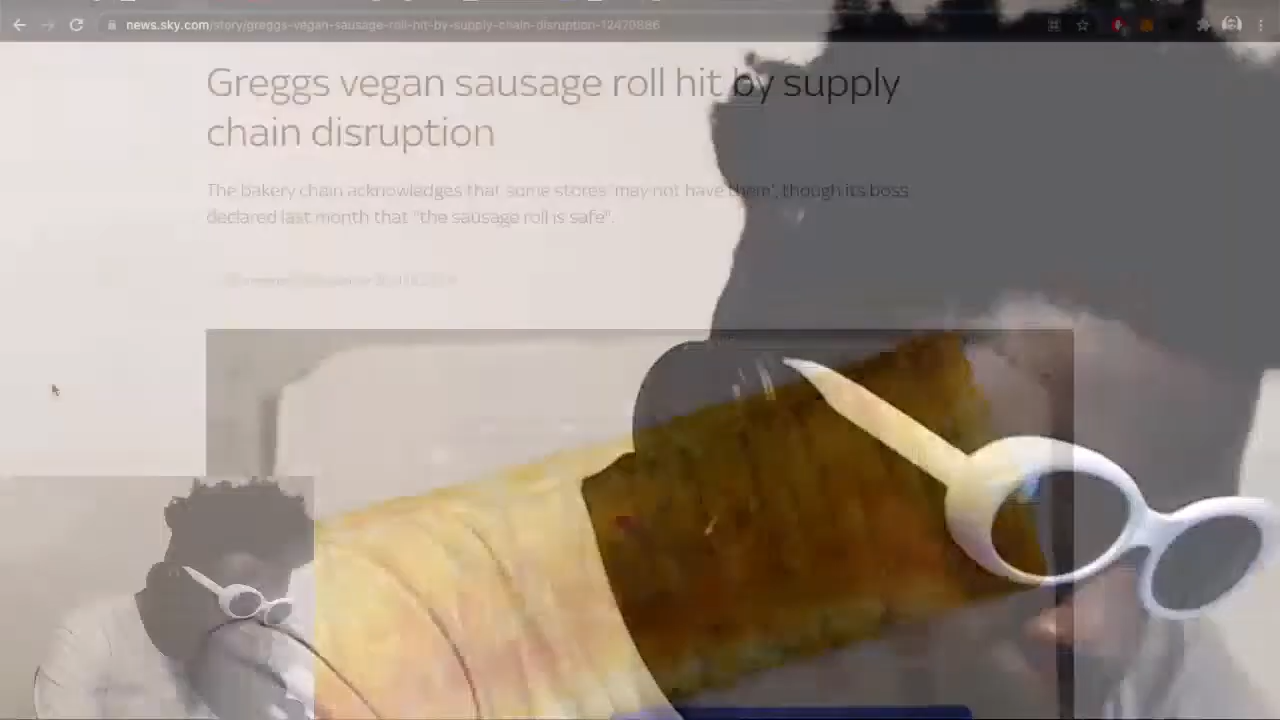 news.sky.com/story/greggs-vegan-sausage-roll-hit-by-supply-chain-disruption-12470886
Greggs vegan sausage roll hit by supply
chain disruption
The bakery chain acknowledges that some stores 'may not have them', though its boss
declared last month that "the sausage roll is safe".